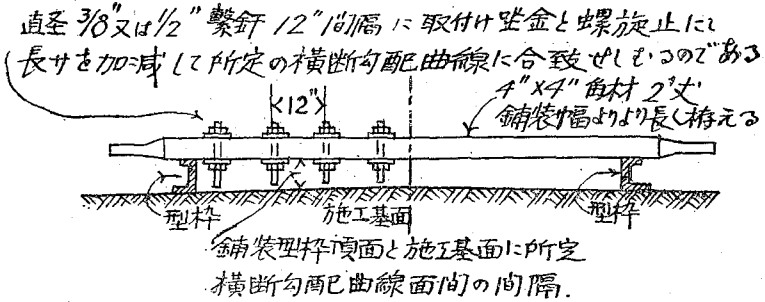 直径 3/8"又は1/2" 繋釬 12"間隔に取付け坐金と螺旋止にて
長サを加減して所定の横断勾配曲線に合致せしむるのである
12"
4"×4" 角材 2丈
舗装幅よりより長く拵える
型枠
施工基面
型枠
舗装型枠頂面と施工基面に所定
横断勾配曲線面間の間隔.